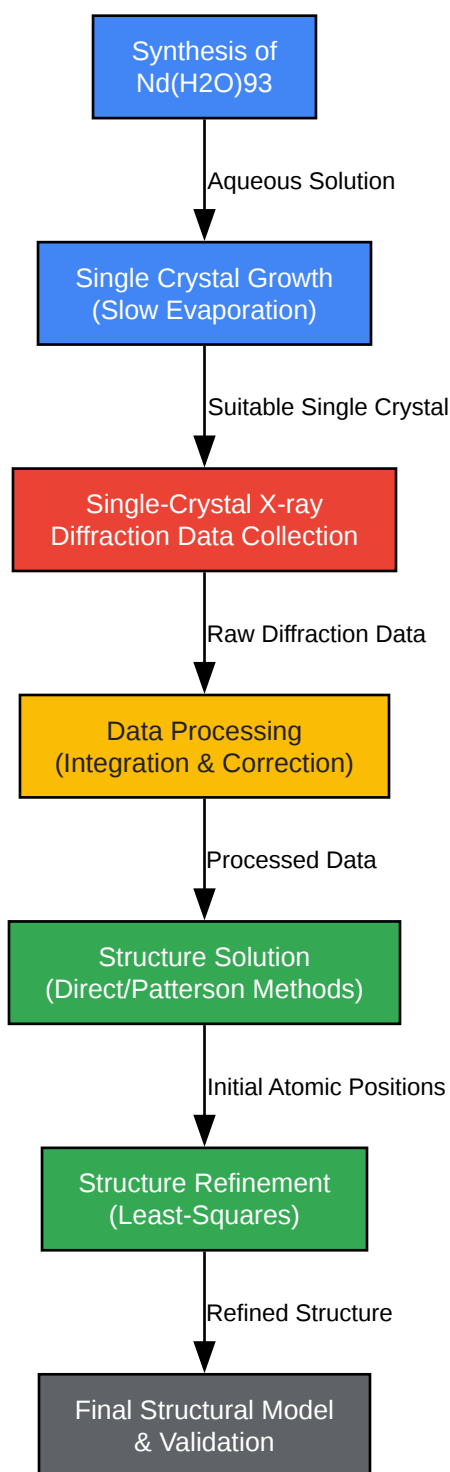 Synthesis of
Nd(H2O)93
Aqueous Solution
Single Crystal Growth
(Slow Evaporation)
Suitable Single Crystal
Single-Crystal X-ray
Diffraction Data Collection
Raw Diffraction Data
Data Processing
(Integration & Correction)
Processed Data
Structure Solution
(Direct/Patterson Methods)
Initial Atomic Positions
Structure Refinement
(Least-Squares)
Refined Structure
Final Structural Model
& Validation